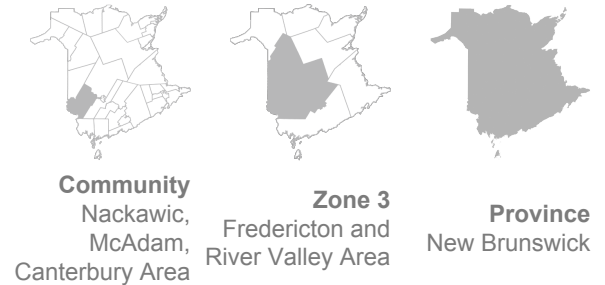 Community
Nackawic,
McAdam,
Canterbury Area
Zone 3
Fredericton and
River Valley Area
Province
New Brunswick